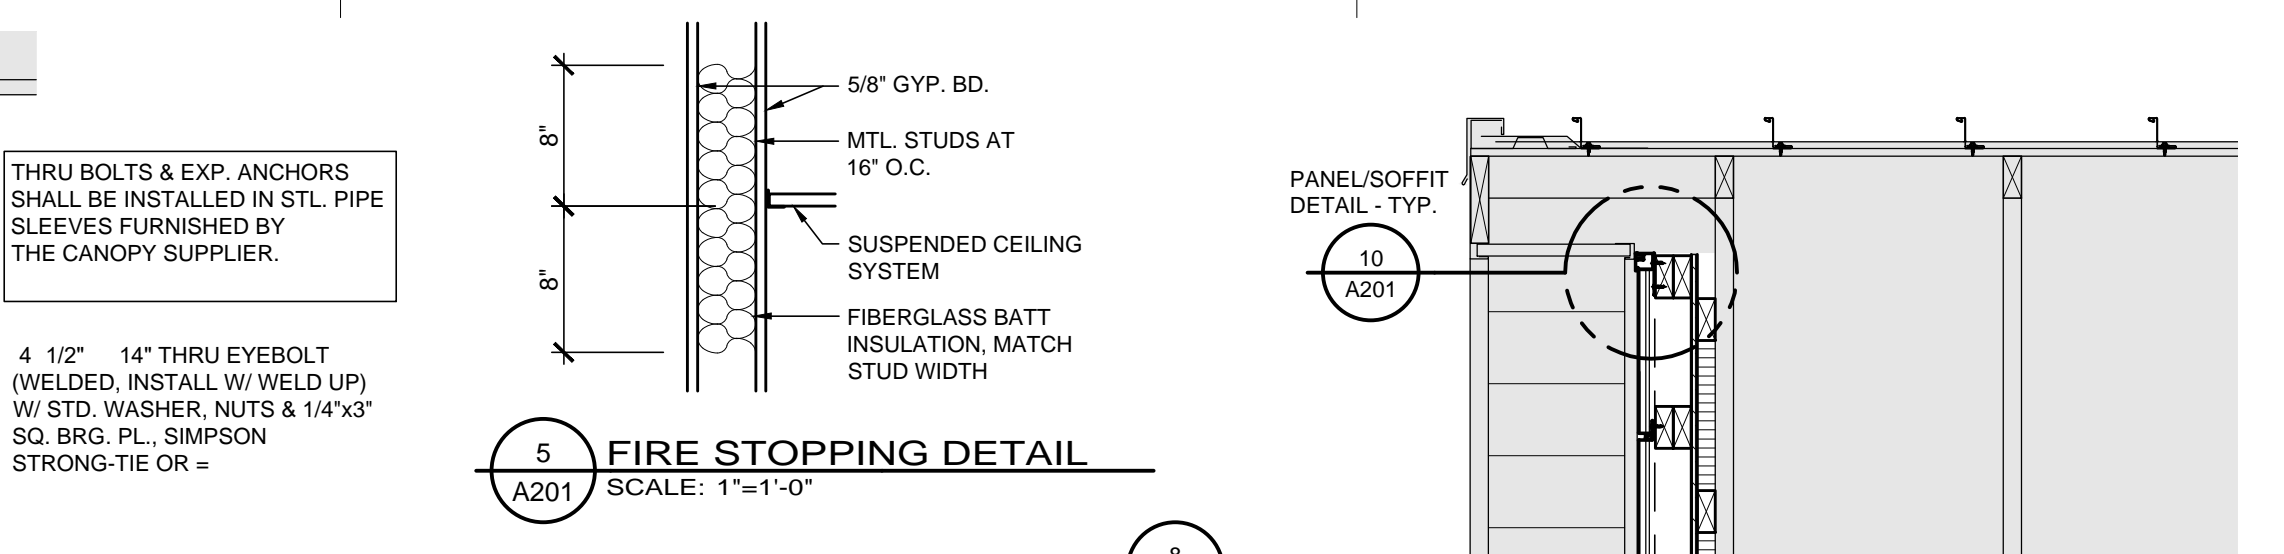 THRU BOLTS & EXP. ANCHORS
SHALL BE INSTALLED IN STL. PIPE
SLEEVES FURNISHED BY
THE CANOPY SUPPLIER.
4 1/2" 14" THRU EYEBOLT
(WELDED, INSTALL W/ WELD UP)
W/ STD. WASHER, NUTS & 1/4"x3"
SQ. BRG. PL., SIMPSON
STRONG-TIE OR =
8"
8"
5/8" GYP. BD.
MTL. STUDS AT
16" O.C.
SUSPENDED CEILING
SYSTEM
FIBERGLASS BATT
INSULATION, MATCH
STUD WIDTH
5
A201
FIRE STOPPING DETAIL
SCALE: 1"=1'-0"
PANEL/SOFFIT
DETAIL - TYP.
10
A201